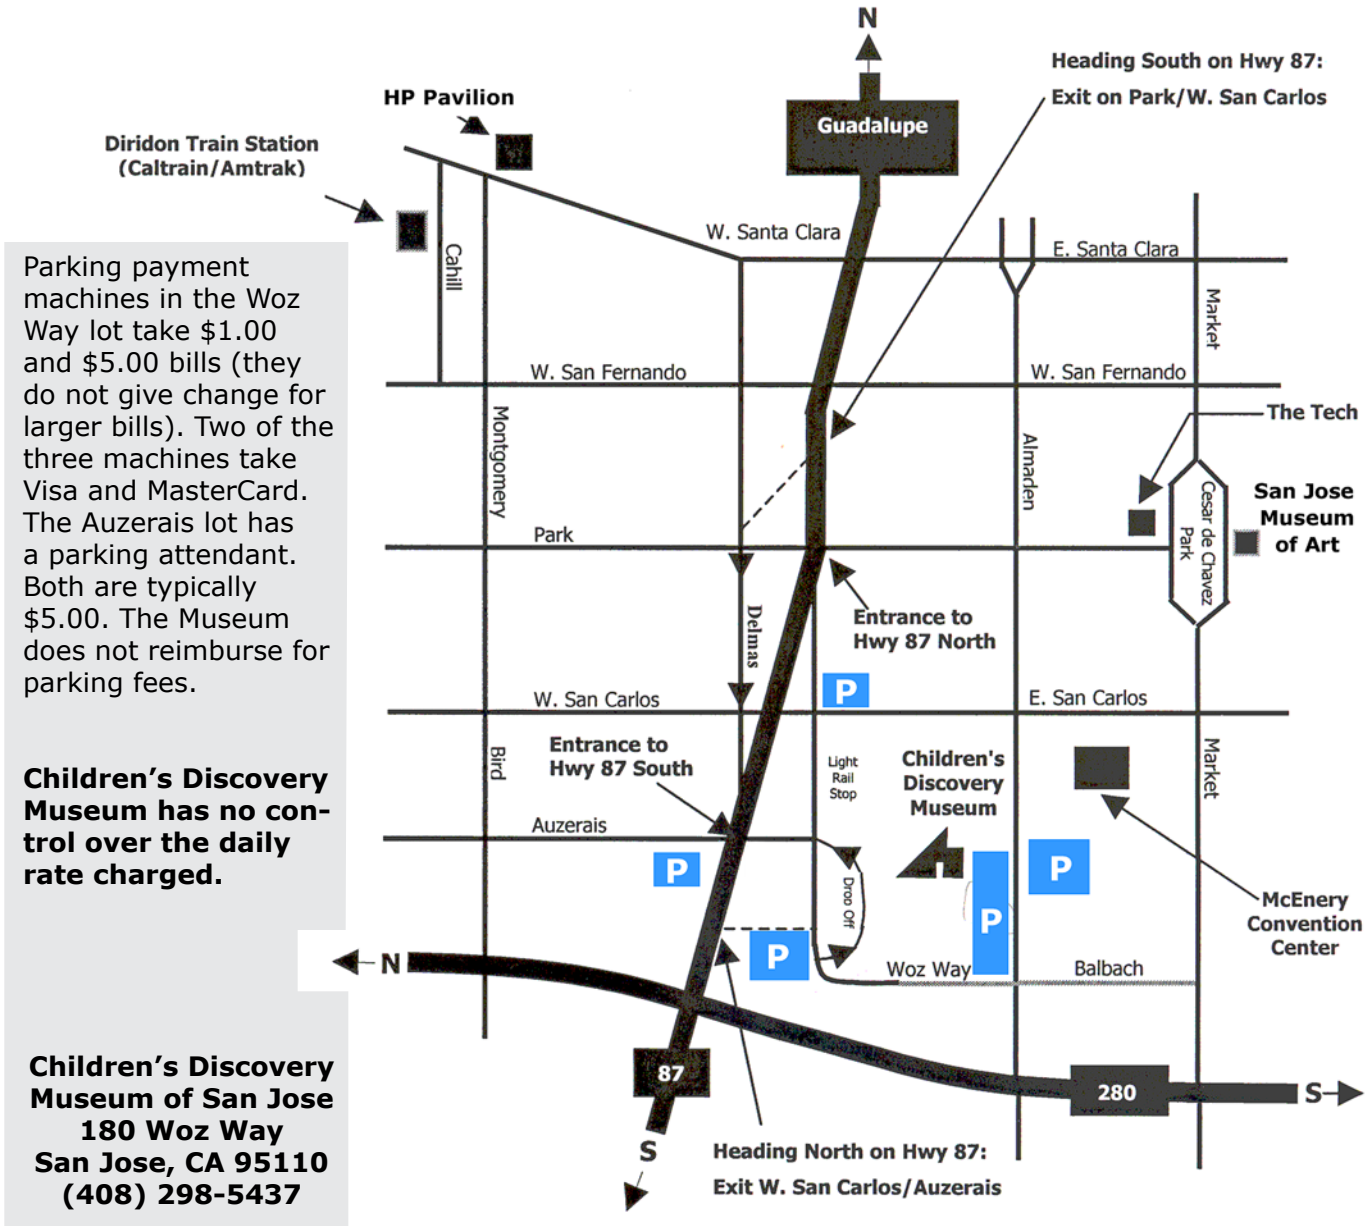 N
Heading South on Hwy 87:
Exit on Park/W. San Carlos
HP Pavilion
Guadalupe
Diridon Train Station
(Caltrain/Amtrak)
W. Santa Clara
E. Santa Clara
Cahill
Market
Parking payment
machines in the Woz
Way lot take $1.00
and $5.00 bills (they
do not give change for
larger bills). Two of the
three machines take
Visa and MasterCard.
The Auzerais lot has
a parking attendant.
Both are typically
$5.00. The Museum
does not reimburse for
parking fees.
W. San Fernando
W. San Fernando
Montgomery
Almaden
The Tech
San Jose
Museum
of Art
Cesar de Chavez
Park
Park
Delmas
Entrance to
Hwy 87 North
P
W. San Carlos
E. San Carlos
Bird
Entrance to
Hwy 87 South
Light
Rail
Stop
Children's
Discovery
Museum
Market
Children’s Discovery
Museum has no con-
trol over the daily
rate charged.
Auzerais
P
Drop Off
P
P
P
McEnery
Convention
Center
N
Woz Way
Balbach
87
280
S
S
Children’s Discovery
Museum of San Jose
180 Woz Way
San Jose, CA 95110
(408) 298-5437
Heading North on Hwy 87:
Exit W. San Carlos/Auzerais